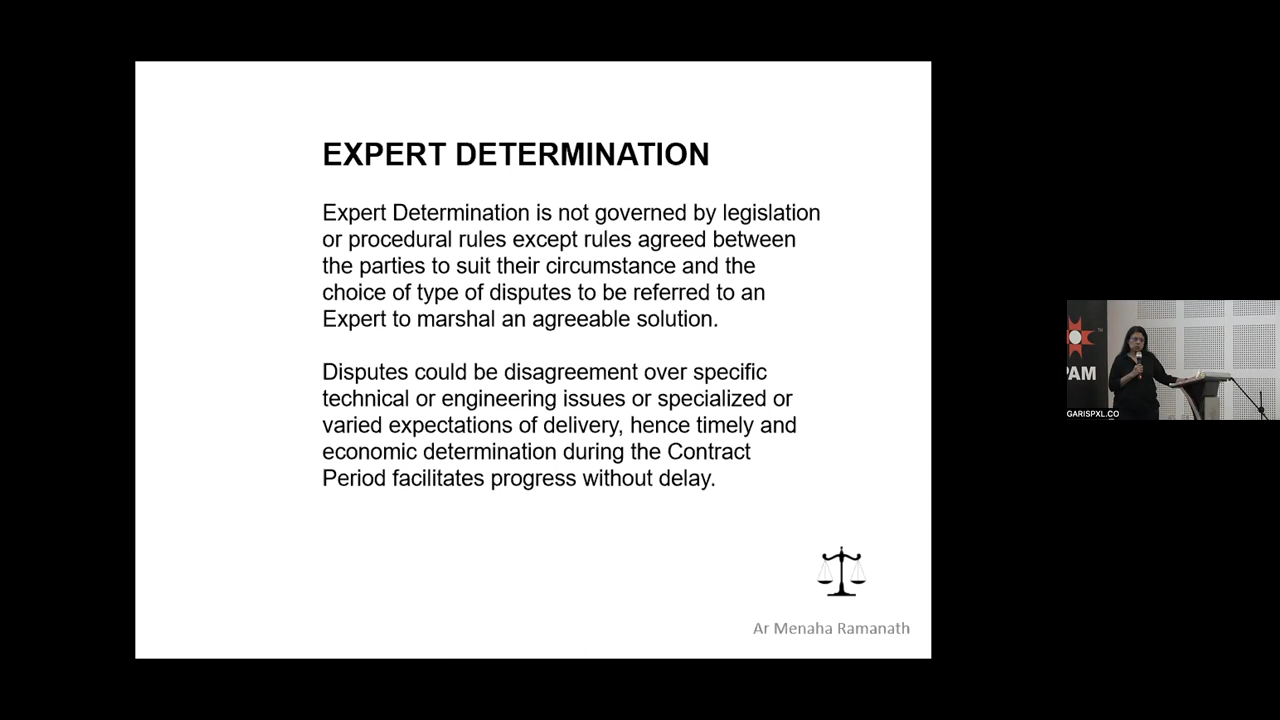 EXPERT DETERMINATION
Expert Determination is not governed by legislation
or procedural rules except rules agreed between
the parties to suit their circumstance and the
choice of type of disputes to be referred to an
Expert to marshal an agreeable solution.
Disputes could be disagreement over specific
technical or engineering issues or specialized or
varied expectations of delivery, hence timely and
economic determination during the Contract
Period facilitates progress without delay.
Ar Menaha Ramanath
PAM
GARISPXL.CO